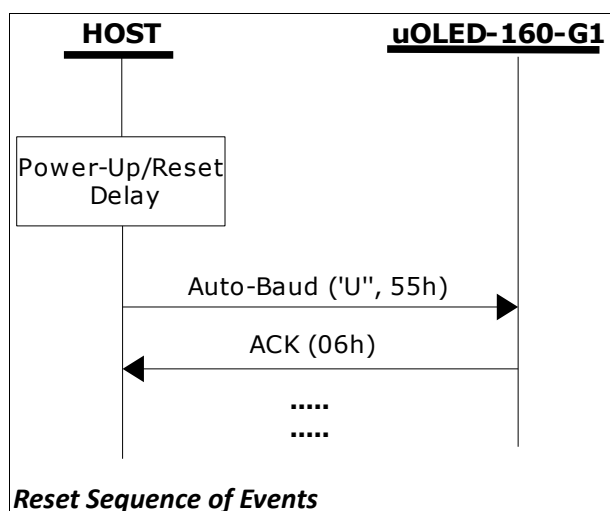 HOST
uOLED-160-G1
Power-Up/Reset
Delay
Auto-Baud ('U'', 55h)
ACK (06h)
.....
.....
Reset Sequence of Events